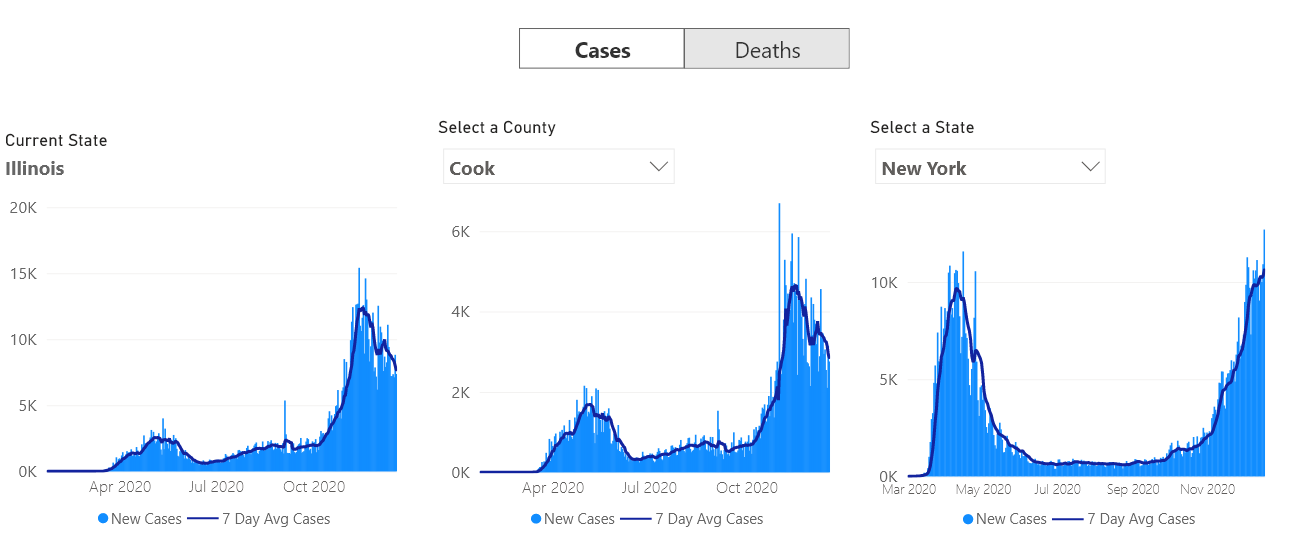 Cases Deaths
Current State
Illinois
20K
15K
10K
5K
0K
Apr 2020 Jul 2020 Oct 2020
New Cases 7 Day Avg Cases
Select a County
Cook
6K
4K
2K
0K
Apr 2020 Jul 2020 Oct 2020
New Cases 7 Day Avg Cases
Select a State
New York
10K
5K
0K
Mar 2020 May 2020 Jul 2020 Sep 2020 Nov 2020
New Cases 7 Day Avg Cases